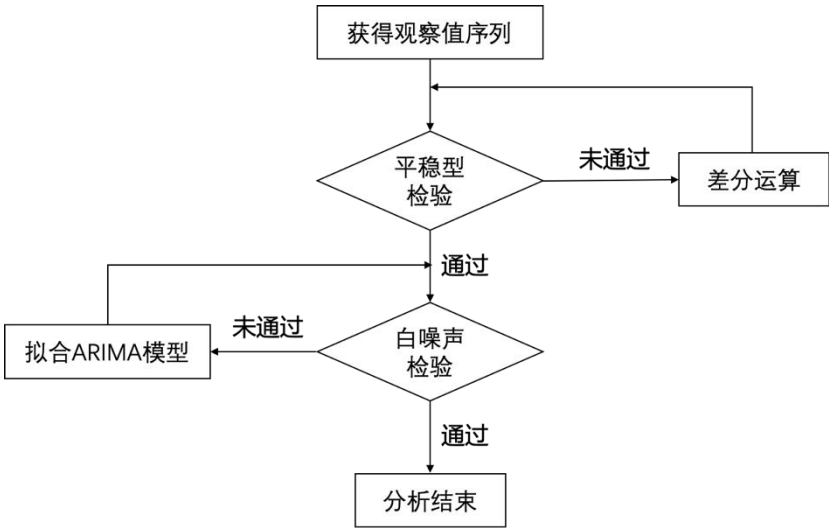 获得观察值序列
平稳型
检验
未通过
差分运算
通过
拟合ARIMA模型
未通过
白噪声
检验
通过
分析结束